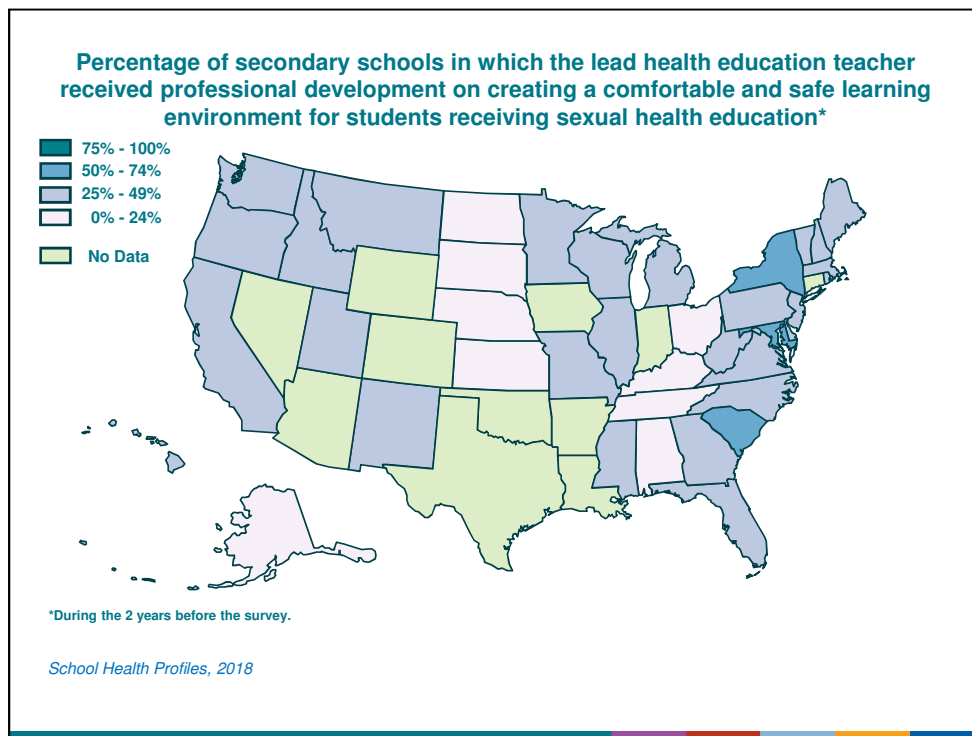 Percentage of secondary schools in which the lead health education teacher
received professional development on creating a comfortable and safe learning
environment for students receiving sexual health education*
75% - 100%
50% - 74%
25% - 49%
0% - 24%
No Data
*During the 2 years before the survey.
School Health Profiles, 2018